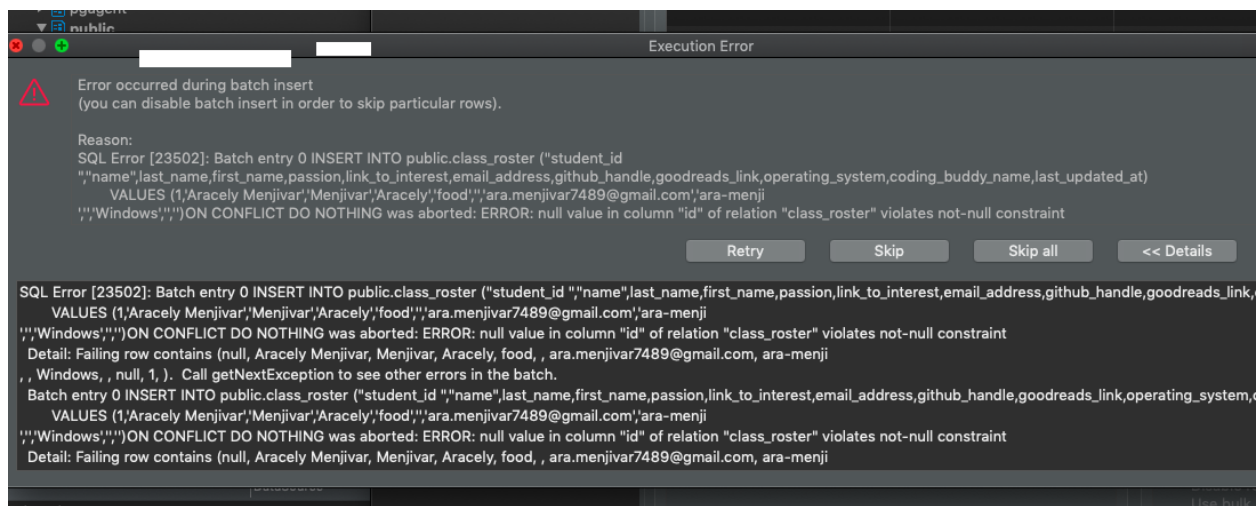 pgagent
public
Execution Error
Error occurred during batch insert
(you can disable batch insert in order to skip particular rows).
Reason:
SQL Error [23502]: Batch entry 0 INSERT INTO public.class_roster ("student_id
","name",last_name,first_name,passion,link_to_interest,email_address,github_handle,goodreads_link,operating_system,coding_buddy_name,last_updated_at)
VALUES (1,'Aracely Menjivar','Menjivar','Aracely','food','','ara.menjivar7489@gmail.com','ara-menji
','','Windows','','')ON CONFLICT DO NOTHING was aborted: ERROR: null value in column "id" of relation "class_roster" violates not-null constraint
Retry Skip Skip all << Details
SQL Error [23502]: Batch entry 0 INSERT INTO public.class_roster ("student_id ","name",last_name,first_name,passion,link_to_interest,email_address,github_handle,goodreads_link,
VALUES (1,'Aracely Menjivar','Menjivar','Aracely','food','','ara.menjivar7489@gmail.com','ara-menji
','','Windows','','')ON CONFLICT DO NOTHING was aborted: ERROR: null value in column "id" of relation "class_roster" violates not-null constraint
Detail: Failing row contains (null, Aracely Menjivar, Menjivar, Aracely, food, , ara.menjivar7489@gmail.com, ara-menji
, , Windows, , null, 1, ). Call getNextException to see other errors in the batch.
Batch entry 0 INSERT INTO public.class_roster ("student_id ","name",last_name,first_name,passion,link_to_interest,email_address,github_handle,goodreads_link,operating_system,
VALUES (1,'Aracely Menjivar','Menjivar','Aracely','food','','ara.menjivar7489@gmail.com','ara-menji
','','Windows','','')ON CONFLICT DO NOTHING was aborted: ERROR: null value in column "id" of relation "class_roster" violates not-null constraint
Detail: Failing row contains (null, Aracely Menjivar, Menjivar, Aracely, food, , ara.menjivar7489@gmail.com, ara-menji